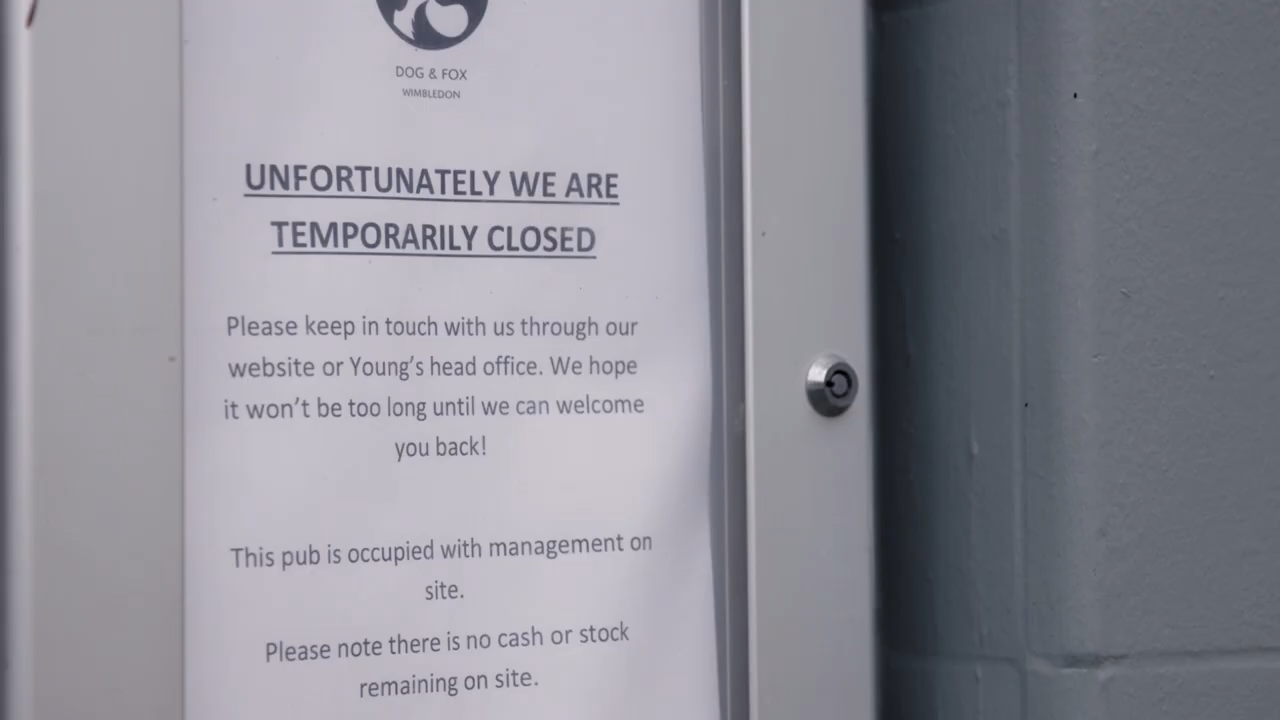 DOG & FOX
WIMBLEDON
UNFORTUNATELY WE ARE
TEMPORARILY CLOSED
Please keep in touch with us through our
website or Young's head office. We hope
it won't be too long until we can welcome
you back!
This pub is occupied with management on
site.
Please note there is no cash or stock
remaining on site.